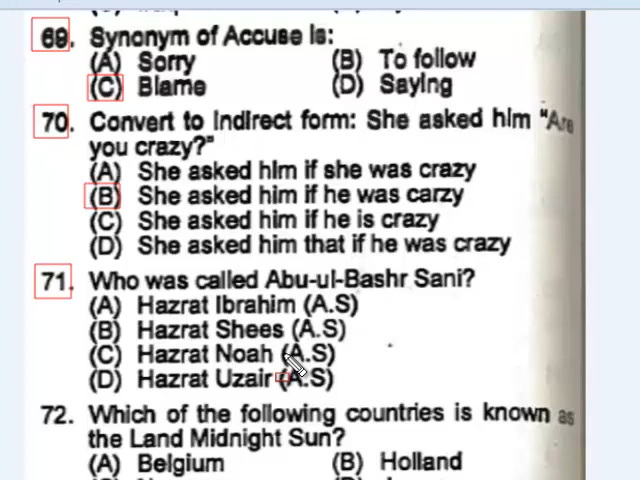 69. Synonym of Accuse is:
(A) Sorry (B) To follow
(C) Blame (D) Saying
70. Convert to Indirect form: She asked him "Are
you crazy?"
(A) She asked him if she was crazy
(B) She asked him if he was carzy
(C) She asked him if he is crazy
(D) She asked him that if he was crazy
71. Who was called Abu-ul-Bashr Sani?
(A) Hazrat Ibrahim (A.S)
(B) Hazrat Shees (A.S)
(C) Hazrat Noah (A.S)
(D) Hazrat Uzair (A.S)
72. Which of the following countries is known as
the Land Midnight Sun?
(A) Belgium (B) Holland